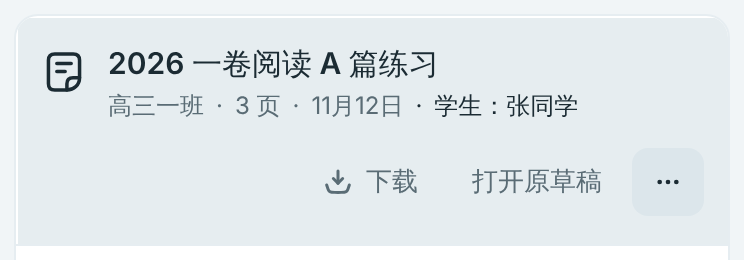 2026 一卷阅读 A 篇练习
高三一班 · 3 页 · 11月12日 · 学生：张同学
下载 打开原草稿 ···